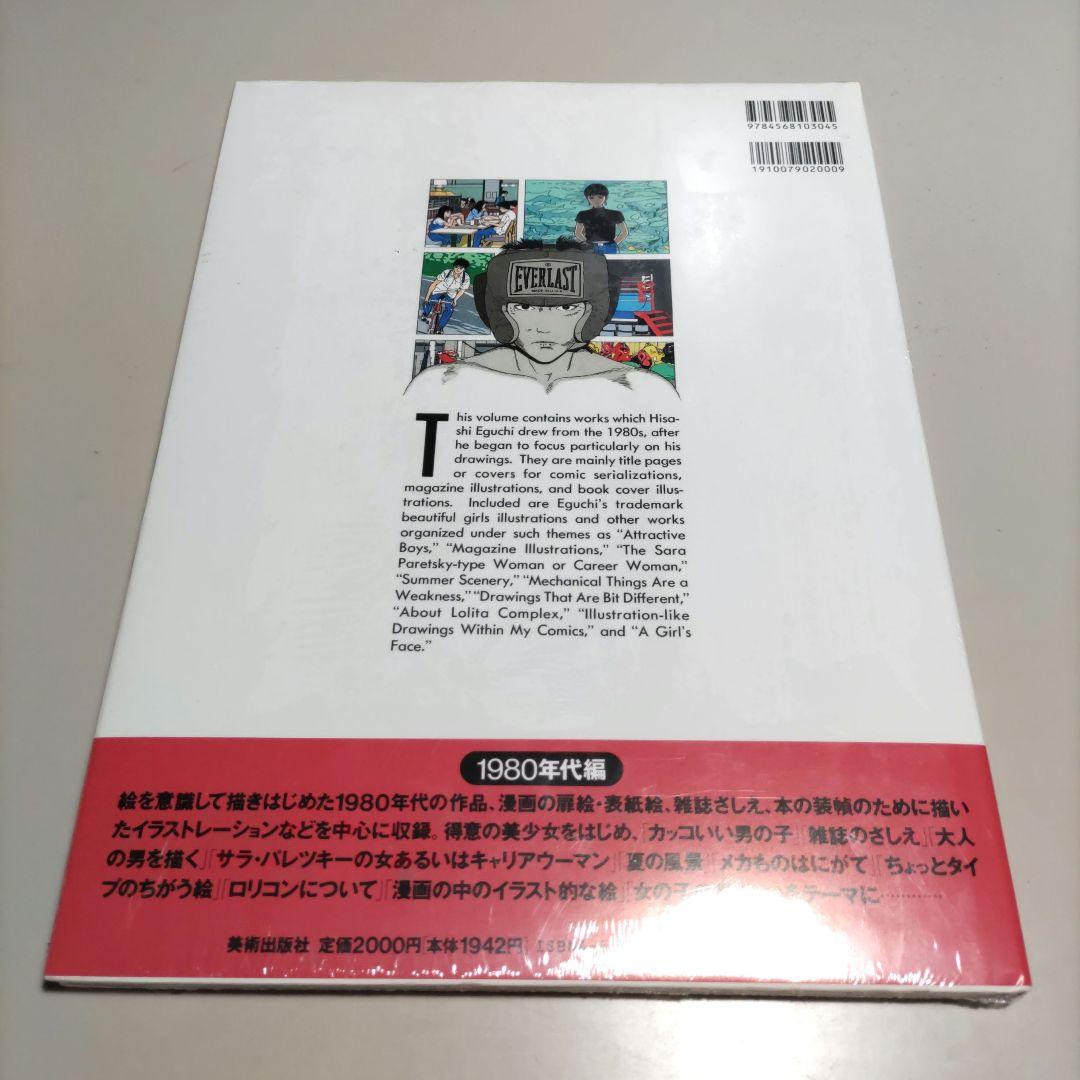 9784568103045
1910079020009
EVERLAST
This volume contains works which Hisa-
shi Eguchi drew from the 1980s, after
he began to focus particularly on his
drawings. They are mainly title pages
or covers for comic serializations,
magazine illustrations, and book cover illus-
trations. Included are Eguchi's trademark
beautiful girls illustrations and other works
organized under such themes as "Attractive
Boys," "Magazine Illustrations," "The Sara
Paretsky-type Woman or Career Woman,"
"Summer Scenery," "Mechanical Things Are a
Weakness," "Drawings That Are Bit Different,"
"About Lolita Complex," "Illustration-like
Drawings Within My Comics," and "A Girl's
Face."
1980年代編
絵を意識して描きはじめた1980年代の作品、漫画の扉絵・表紙絵、雑誌さしえ、本の装幀のために描い
たイラストレーションなどを中心に収録。得意の美少女をはじめ、「カッコいい男の子」「雑誌のさしえ」「大人
の男を描く」「サラ・パレツキーの女あるいはキャリアウーマン」「夏の風景」「メカものはにがて」「ちょっとタイ
プのちがう絵」「ロリコンについて」「漫画の中のイラスト的な絵」「女の子の をテーマに…………
美術出版社 定価2000円[本体1942円] ISBN4-